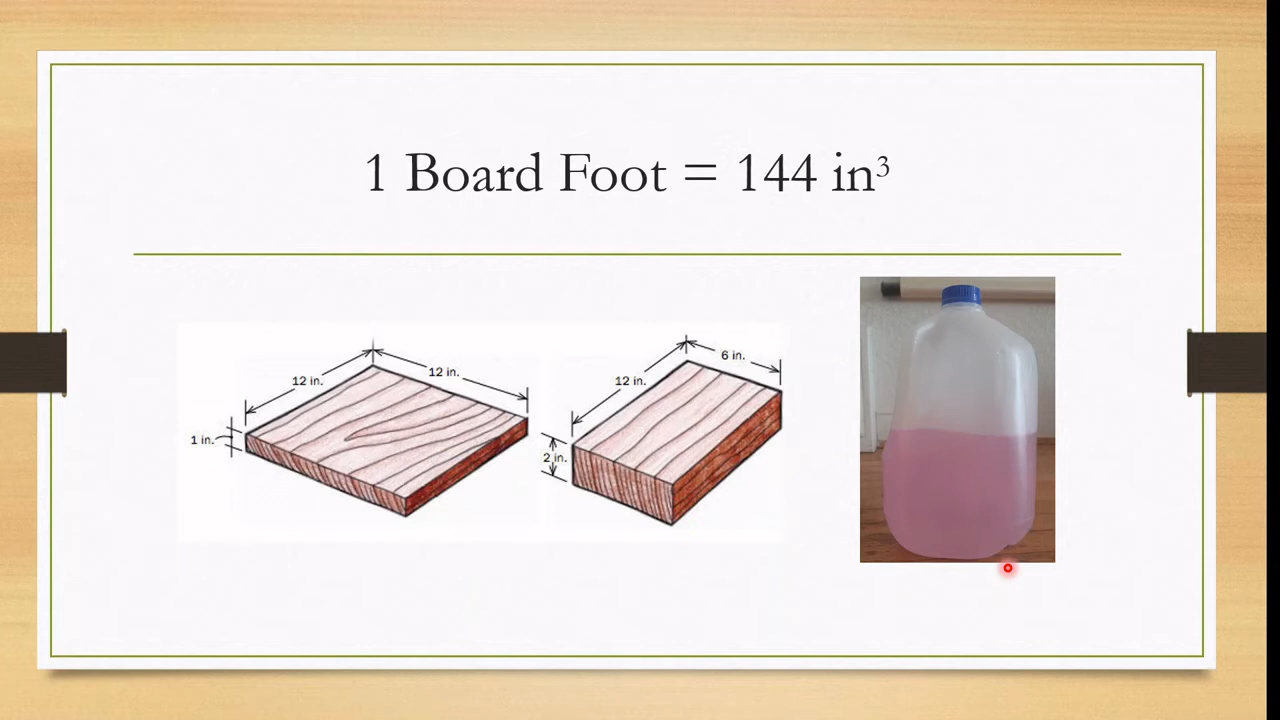 1 Board Foot = 144 in³
12 in.
12 in.
1 in.
12 in.
6 in.
2 in.